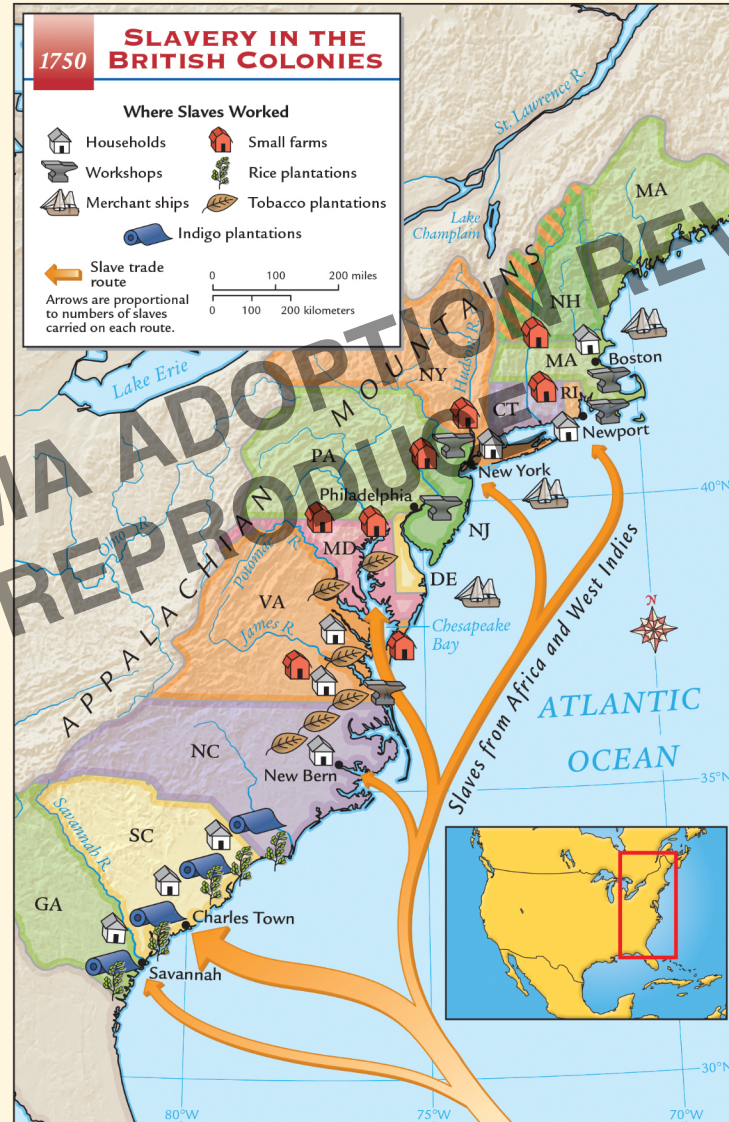 1750
SLAVERY IN THE
BRITISH COLONIES
Where Slaves Worked
Households
Small farms
Workshops
Rice plantations
Merchant ships
Tobacco plantations
Indigo plantations
Slave trade
route
Arrows are proportional
to numbers of slaves
carried on each route.
0 100 200 miles
0 100 200 kilometers
St. Lawrence R.
MA
Lake
Champlain
NH
Lake Erie
APPALACHIAN MOUNTAINS
NY
Hudson R.
MA
Boston
CT
RI
Newport
PA
New York
40°N
Philadelphia
NJ
Ohio R.
MD
Potomac R.
DE
VA
James R.
Chesapeake
Bay
Slaves from Africa and West Indies
N
ATLANTIC
OCEAN
NC
New Bern
35°N
Savannah R.
SC
GA
Charles Town
Savannah
30°N
80°W
75°W
70°W
MIA ADOPTION REV
REPRODUCE